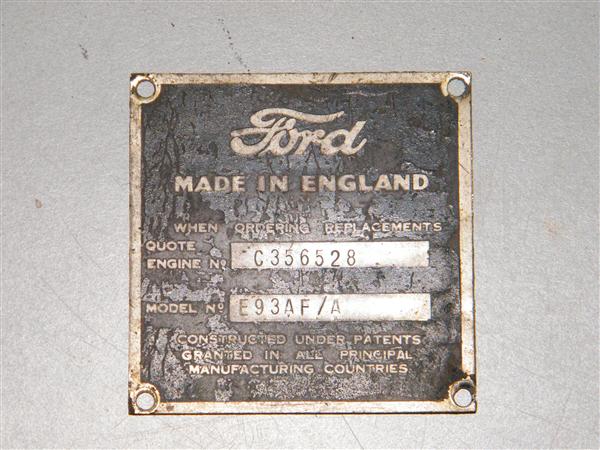 Ford
MADE IN ENGLAND
WHEN ORDERING REPLACEMENTS
QUOTE
ENGINE Nº C356528
MODEL Nº E93AF/A
CONSTRUCTED UNDER PATENTS
GRANTED IN ALL PRINCIPAL
MANUFACTURING COUNTRIES